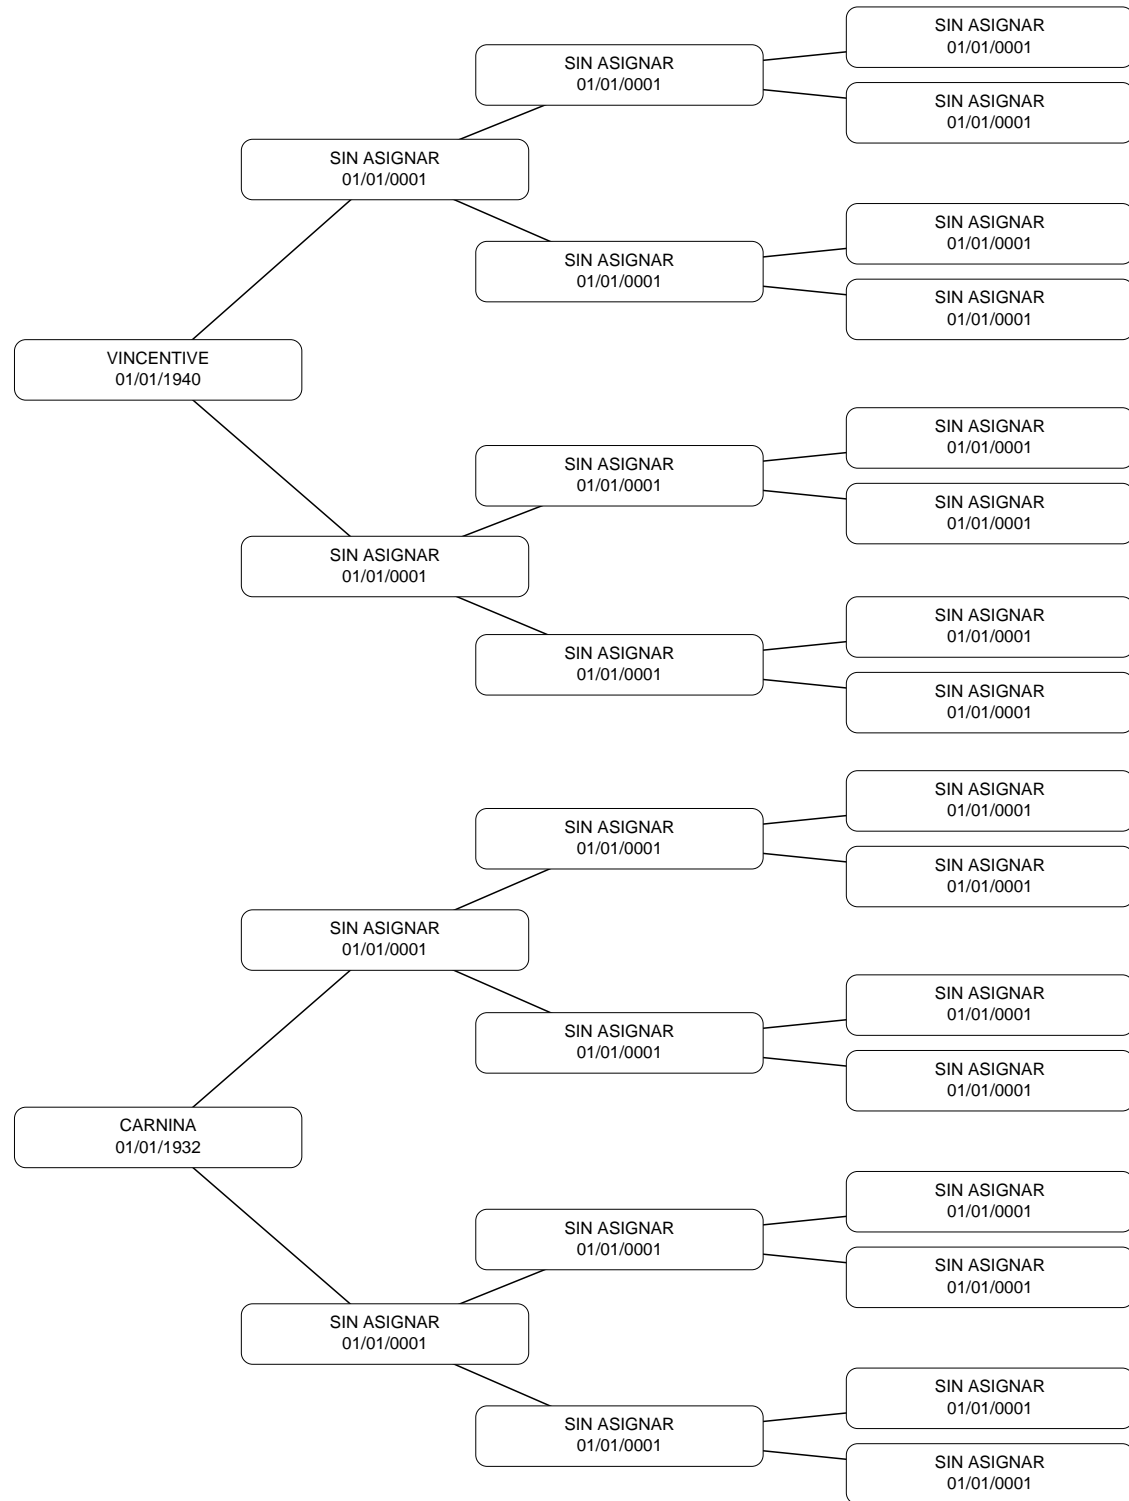 SIN ASIGNAR
01/01/0001
SIN ASIGNAR
01/01/0001
SIN ASIGNAR
01/01/0001
SIN ASIGNAR
01/01/0001
SIN ASIGNAR
01/01/0001
SIN ASIGNAR
01/01/0001
SIN ASIGNAR
01/01/0001
VINCENTIVE
01/01/1940
SIN ASIGNAR
01/01/0001
SIN ASIGNAR
01/01/0001
SIN ASIGNAR
01/01/0001
SIN ASIGNAR
01/01/0001
SIN ASIGNAR
01/01/0001
SIN ASIGNAR
01/01/0001
SIN ASIGNAR
01/01/0001
SIN ASIGNAR
01/01/0001
SIN ASIGNAR
01/01/0001
SIN ASIGNAR
01/01/0001
SIN ASIGNAR
01/01/0001
SIN ASIGNAR
01/01/0001
SIN ASIGNAR
01/01/0001
SIN ASIGNAR
01/01/0001
CARNINA
01/01/1932
SIN ASIGNAR
01/01/0001
SIN ASIGNAR
01/01/0001
SIN ASIGNAR
01/01/0001
SIN ASIGNAR
01/01/0001
SIN ASIGNAR
01/01/0001
SIN ASIGNAR
01/01/0001
SIN ASIGNAR
01/01/0001